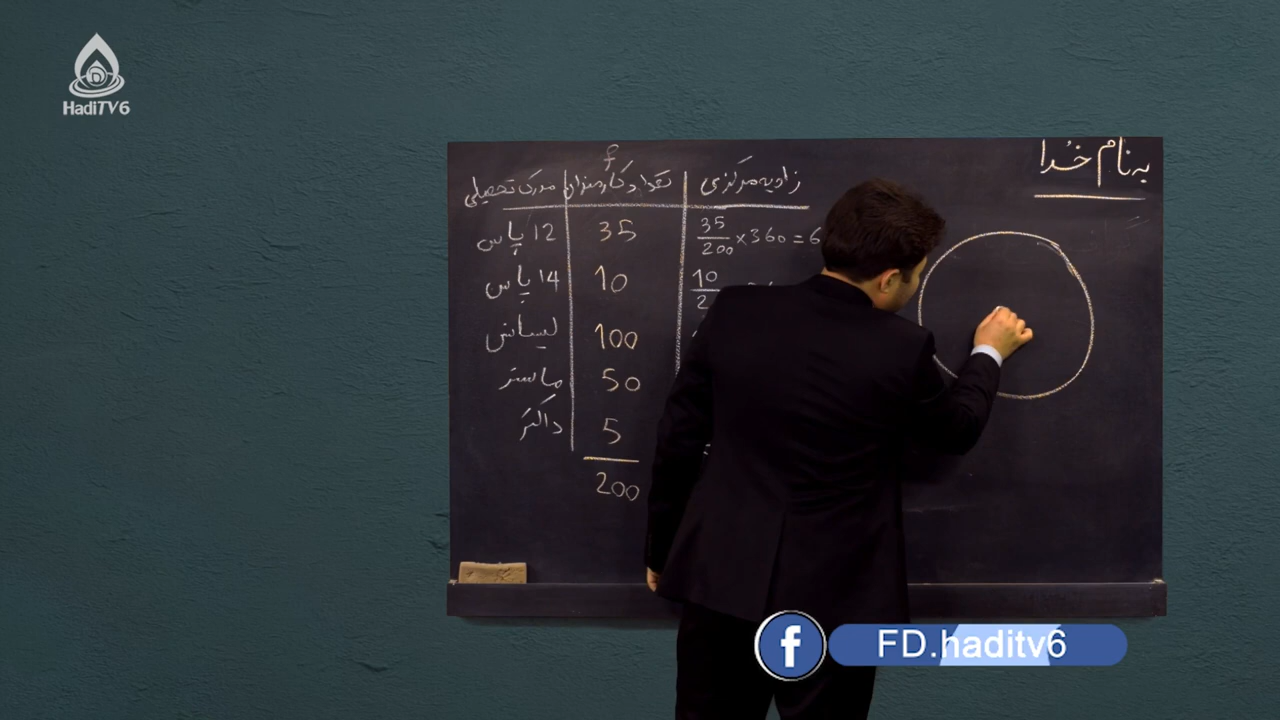 HadiTV6
به نام خدا
f
مدرک تحصیلی | تعداد کارمندان | زاویه مرکزی
12 پاس | 35 | 35/200 × 360 = 6
14 پاس | 10 | 10/2
لیسانس | 100
ماستر | 50
داکتر | 5
200
FD.haditv6